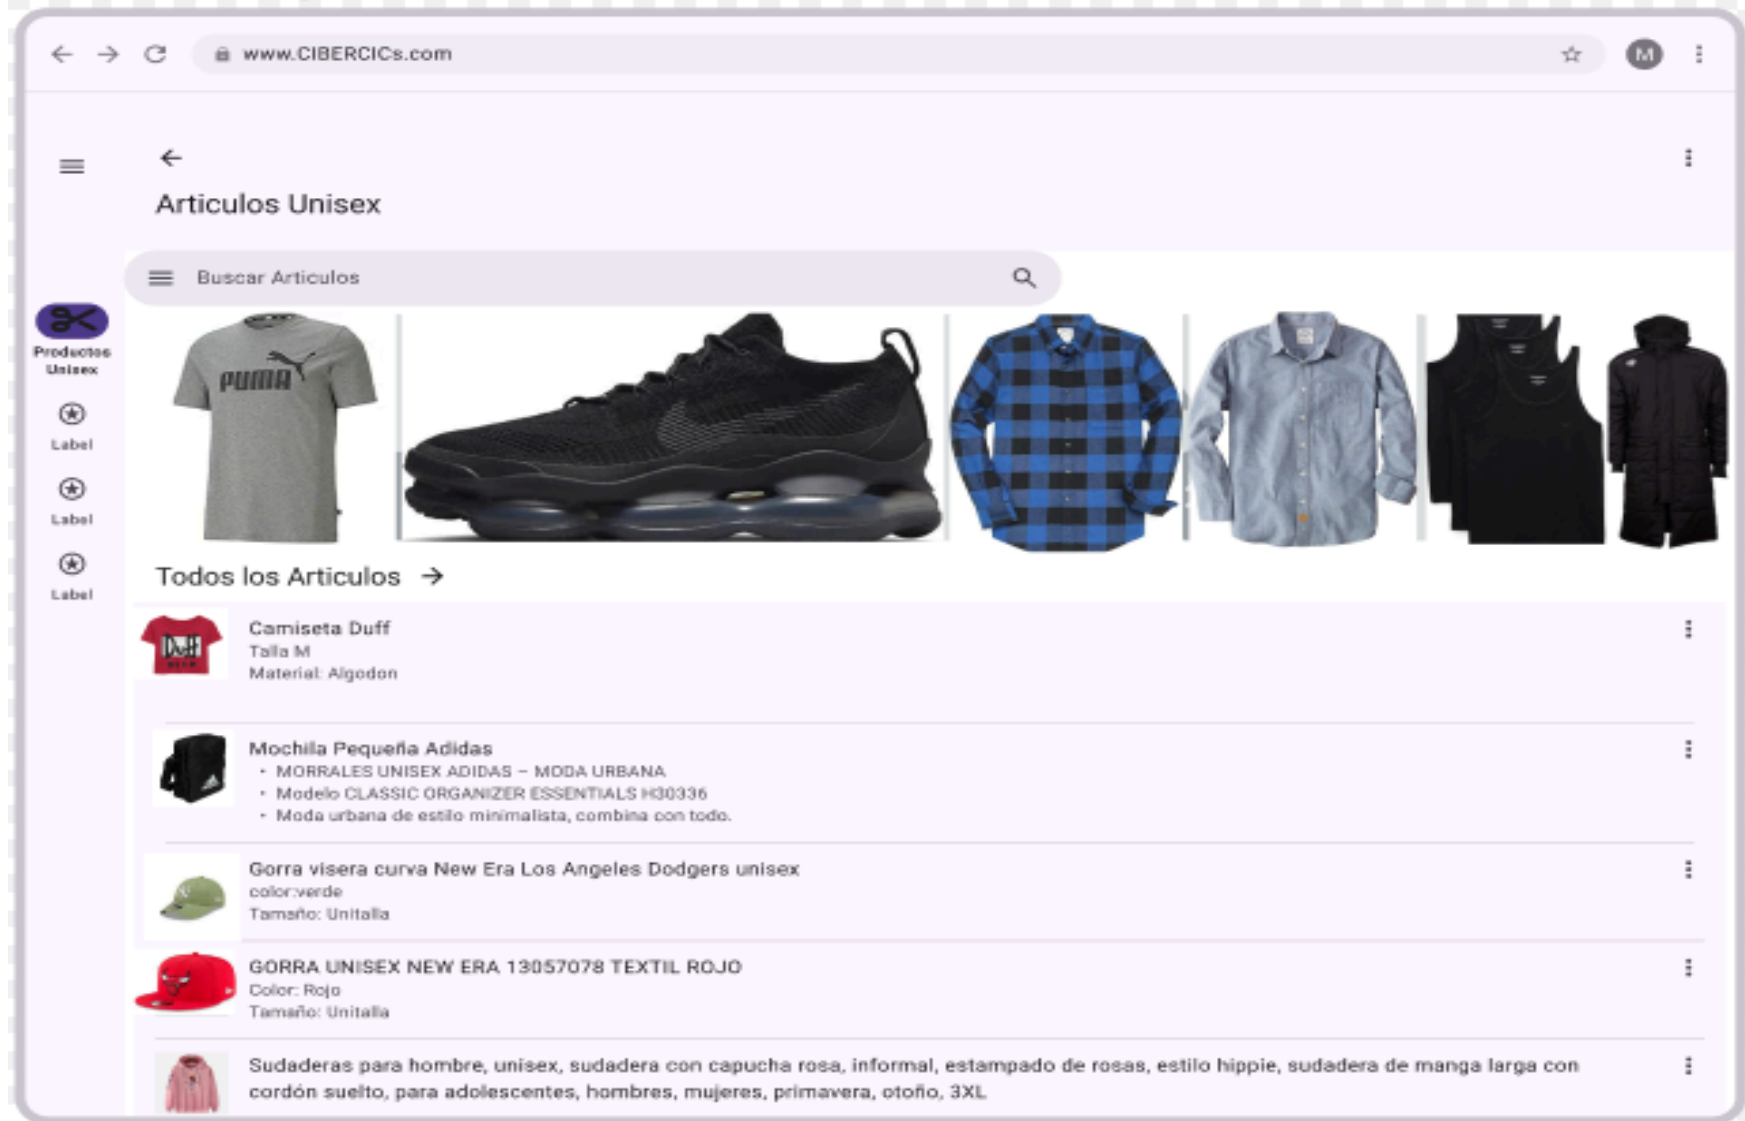 www.CIBERCICs.com
M
Articulos Unisex
Buscar Articulos
Productos
Unisex
Label
Label
Label
PUMA
Todos los Articulos
Duff
Camiseta Duff
Talla M
Material: Algodon
Mochila Pequeña Adidas
• MORRALES UNISEX ADIDAS – MODA URBANA
• Modelo CLASSIC ORGANIZER ESSENTIALS H30336
• Moda urbana de estilo minimalista, combina con todo.
Gorra visera curva New Era Los Angeles Dodgers unisex
color:verde
Tamaño: Unitalla
GORRA UNISEX NEW ERA 13057078 TEXTIL ROJO
Color: Rojo
Tamaño: Unitalla
Sudaderas para hombre, unisex, sudadera con capucha rosa, informal, estampado de rosas, estilo hippie, sudadera de manga larga con
cordón suelto, para adolescentes, hombres, mujeres, primavera, otoño, 3XL